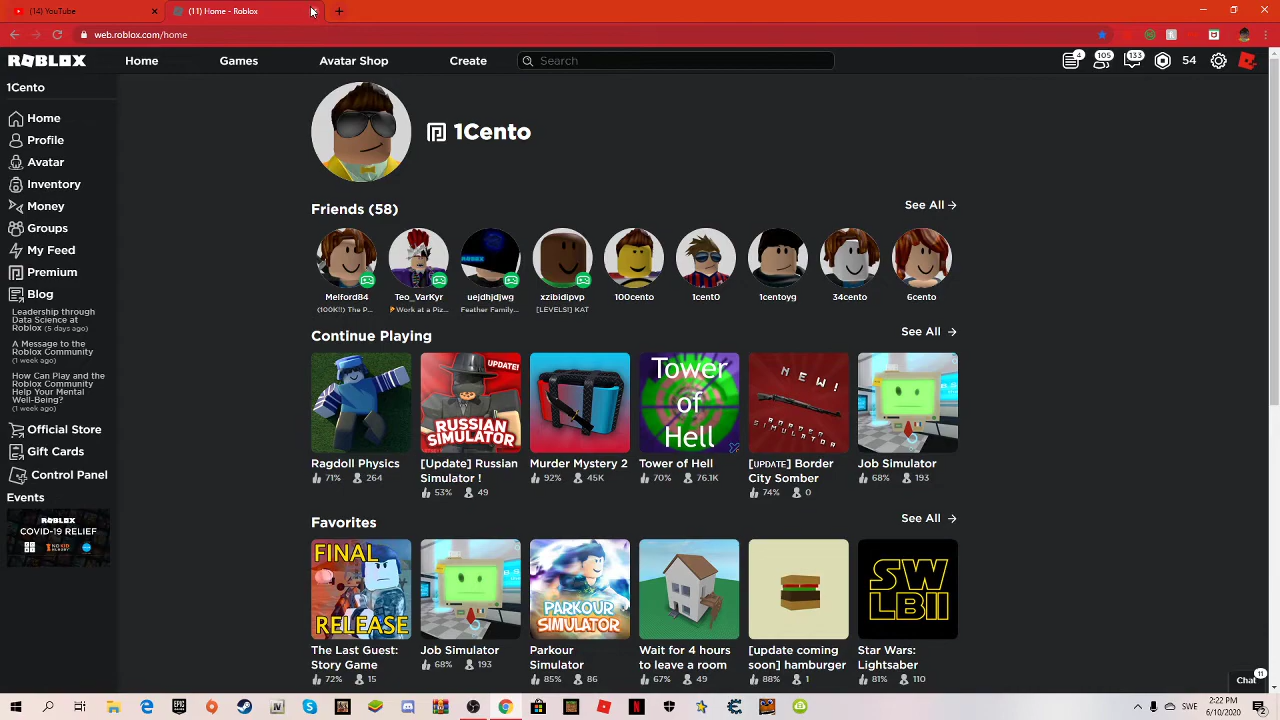 (14) YouTube
(11) Home - Roblox
web.roblox.com/home
ROBLOX
Home
Games
Avatar Shop
Create
Search
4
105
133
54
1Cento
Home
Profile
Avatar
Inventory
Money
Groups
My Feed
Premium
Blog
Leadership through
Data Science at
Roblox (5 days ago)
A Message to the
Roblox Community
(1 week ago)
How Can Play and the
Roblox Community
Help Your Mental
Well-Being?
(1 week ago)
Official Store
Gift Cards
Control Panel
Events
ROBLOX
COVID-19 RELIEF
1Cento
Friends (58)
See All
Melford84
(100K!!) The P...
Teo_VarKyr
Work at a Piz...
uejdhjdjwg
Feather Family...
xzibidipvp
[LEVELS!] KAT
100cento
1cent0
1centoyg
34cento
6cento
Continue Playing
See All
UPDATE!
RUSSIAN
SIMULATOR
Tower
of
Hell
NEW!
BORDER
SIMULATOR
Ragdoll Physics
71% 264
[Update] Russian
Simulator !
53% 49
Murder Mystery 2
92% 45K
Tower of Hell
70% 76.1K
[UPDATE] Border
City Somber
74% 0
Job Simulator
68% 193
Favorites
See All
FINAL
RELEASE
PARKOUR
SIMULATOR
SW
LBII
The Last Guest:
Story Game
72% 15
Job Simulator
68% 193
Parkour
Simulator
85% 86
Wait for 4 hours
to leave a room
67% 49
[update coming
soon] hamburger
88% 1
Star Wars:
Lightsaber
81% 110
Chat
11
SWE
2:22 PM
6/10/2020
2